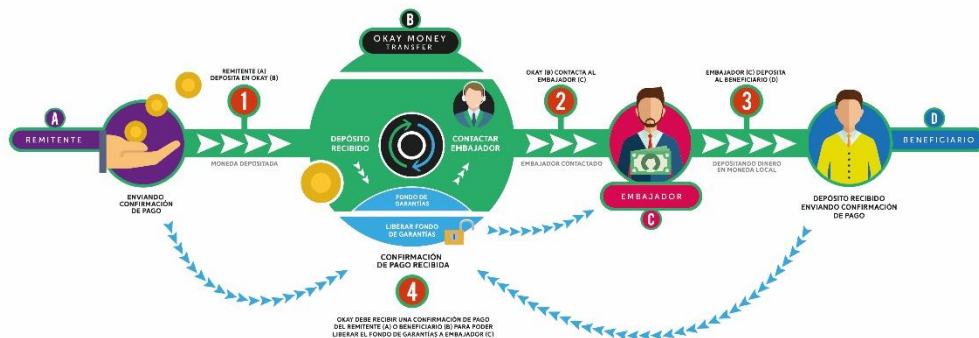 B
OKAY MONEY
TRANSFER
REMITENTE (A)
DEPOSITA EN OKAY (B)
1
OKAY (B) CONTACTA AL
EMBAJADOR (C)
2
EMBAJADOR (C) DEPOSITA
AL BENEFICIARIO (D)
3
A
REMITENTE
DEPÓSITO
RECIBIDO
CONTACTAR
EMBAJADOR
D
BENEFICIARIO
MONEDA DEPOSITADA
EMBAJADOR CONTACTADO
DEPOSITANDO DINERO
EN MONEDA LOCAL
ENVIANDO
CONFIRMACIÓN
DE PAGO
FONDO DE
GARANTÍAS
EMBAJADOR
C
DEPÓSITO RECIBIDO
ENVIANDO CONFIRMACIÓN
DE PAGO
LIBERAR FONDO
DE GARANTÍAS
CONFIRMACIÓN
DE PAGO RECIBIDA
4
OKAY DEBE RECIBIR UNA CONFIRMACIÓN DE PAGO
DEL REMITENTE (A) O BENEFICIARIO (B) PARA PODER
LIBERAR EL FONDO DE GARANTÍAS A EMBAJADOR (C)